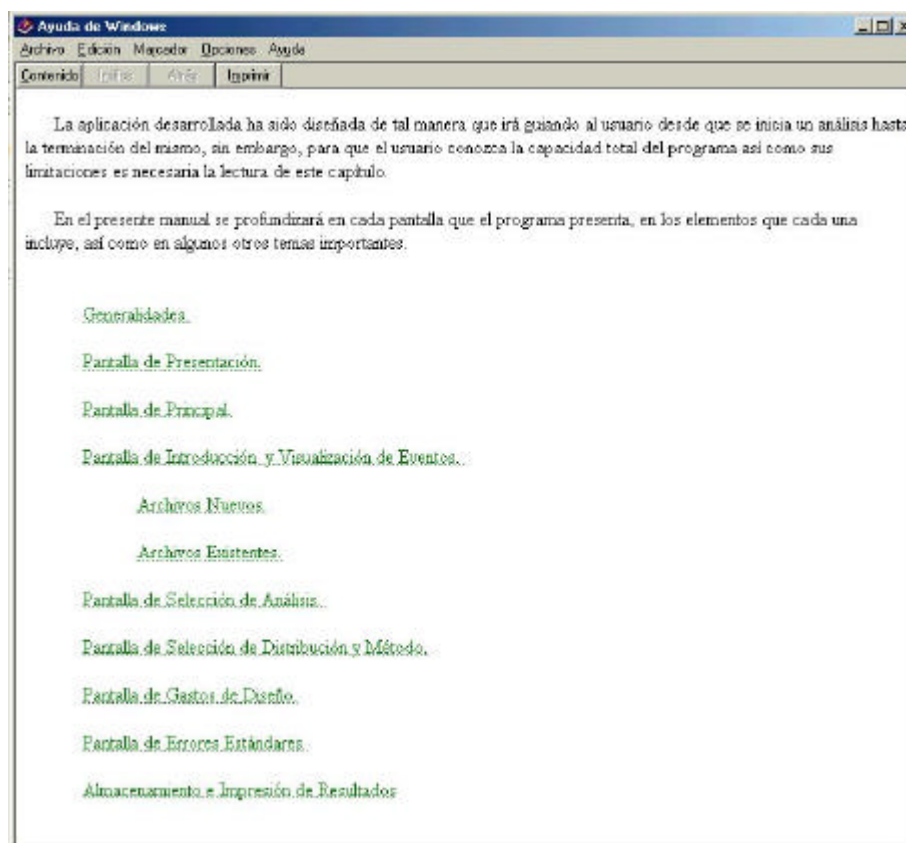 Ayuda de Windows
Archivo Edición Marcador Opciones Ayuda
Contenido Índice Atrás Imprimir
La aplicación desarrollada ha sido diseñada de tal manera que irá guiando al usuario desde que se inicia un análisis hasta
la terminación del mismo, sin embargo, para que el usuario conozca la capacidad total del programa así como sus
limitaciones es necesaria la lectura de este capítulo.
En el presente manual se profundizará en cada pantalla que el programa presenta, en los elementos que cada una
incluye, así como en algunos otros temas importantes.
Generalidades.
Pantalla de Presentación.
Pantalla de Principal.
Pantalla de Introducción y Visualización de Eventos.
Archivos Nuevos.
Archivos Existentes.
Pantalla de Selección de Análisis.
Pantalla de Selección de Distribución y Método.
Pantalla de Gastos de Diseño.
Pantalla de Errores Estándares.
Almacenamiento e Impresión de Resultados